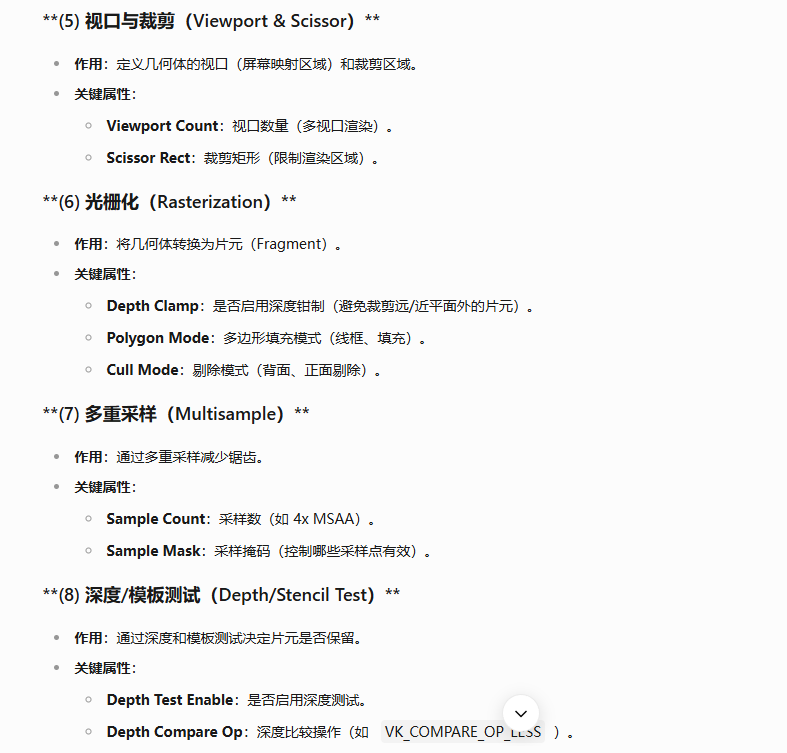 **(5) 视口与裁剪（Viewport & Scissor）**
作用：定义几何体的视口（屏幕映射区域）和裁剪区域。
关键属性：
Viewport Count：视口数量（多视口渲染）。
Scissor Rect：裁剪矩形（限制渲染区域）。
**(6) 光栅化（Rasterization）**
作用：将几何体转换为片元（Fragment）。
关键属性：
Depth Clamp：是否启用深度钳制（避免裁剪远/近平面外的片元）。
Polygon Mode：多边形填充模式（线框、填充）。
Cull Mode：剔除模式（背面、正面剔除）。
**(7) 多重采样（Multisample）**
作用：通过多重采样减少锯齿。
关键属性：
Sample Count：采样数（如 4x MSAA）。
Sample Mask：采样掩码（控制哪些采样点有效）。
**(8) 深度/模板测试（Depth/Stencil Test）**
作用：通过深度和模板测试决定片元是否保留。
关键属性：
Depth Test Enable：是否启用深度测试。
Depth Compare Op：深度比较操作（如 VK_COMPARE_OP_LESS ）。